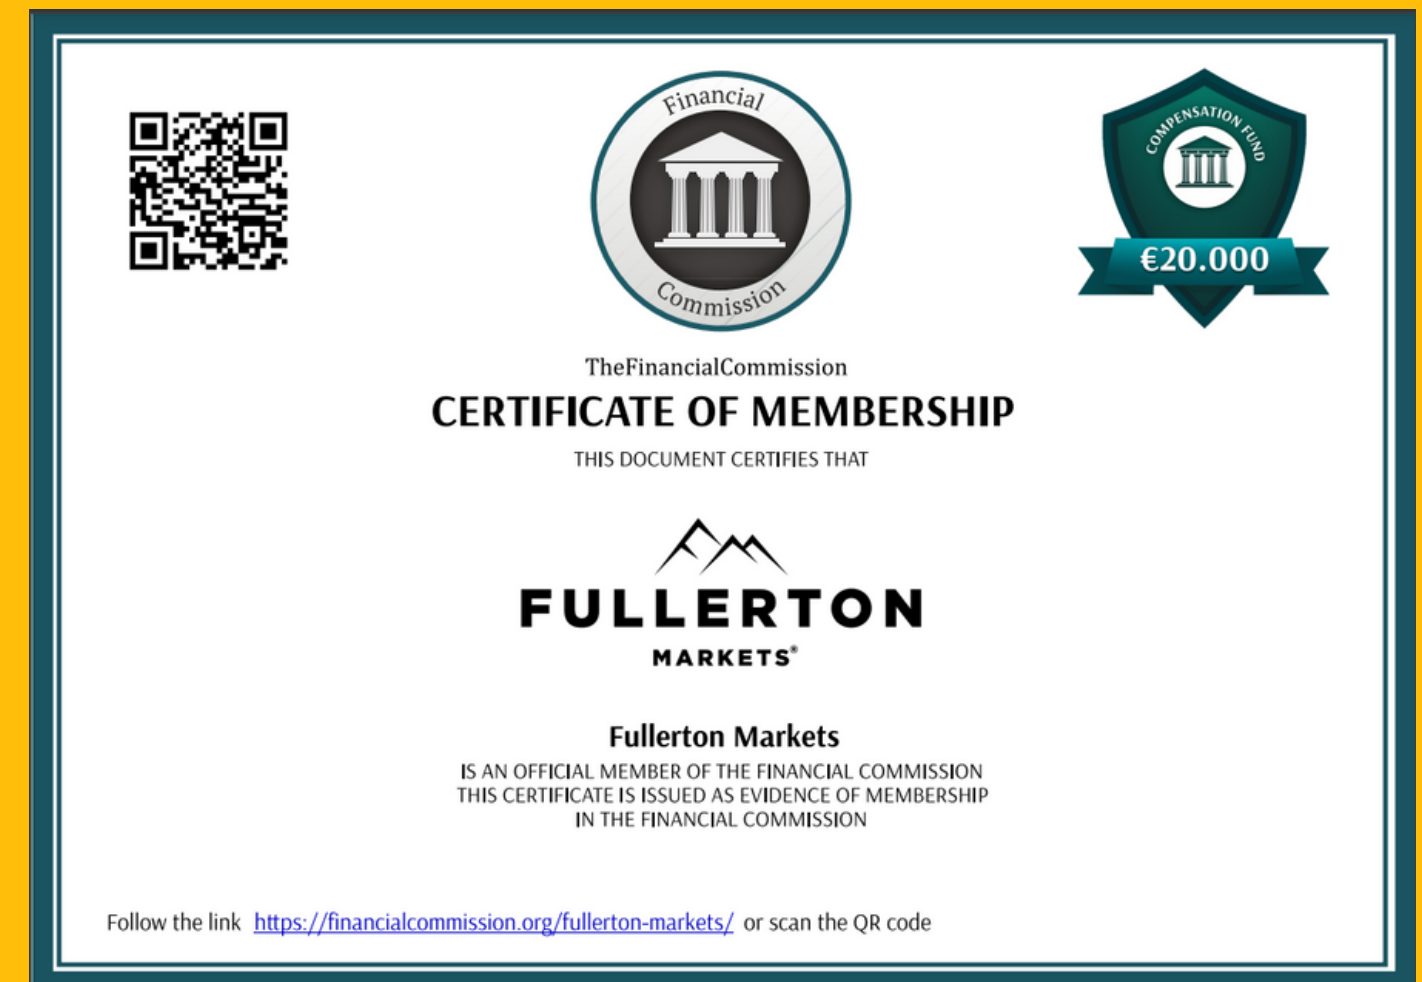 Financial
Commission
COMPENSATION FUND
€20.000
TheFinancialCommission
CERTIFICATE OF MEMBERSHIP
THIS DOCUMENT CERTIFIES THAT
FULLERTON
MARKETS®
Fullerton Markets
IS AN OFFICIAL MEMBER OF THE FINANCIAL COMMISSION
THIS CERTIFICATE IS ISSUED AS EVIDENCE OF MEMBERSHIP
IN THE FINANCIAL COMMISSION
Follow the link https://financialcommission.org/fullerton-markets/ or scan the QR code